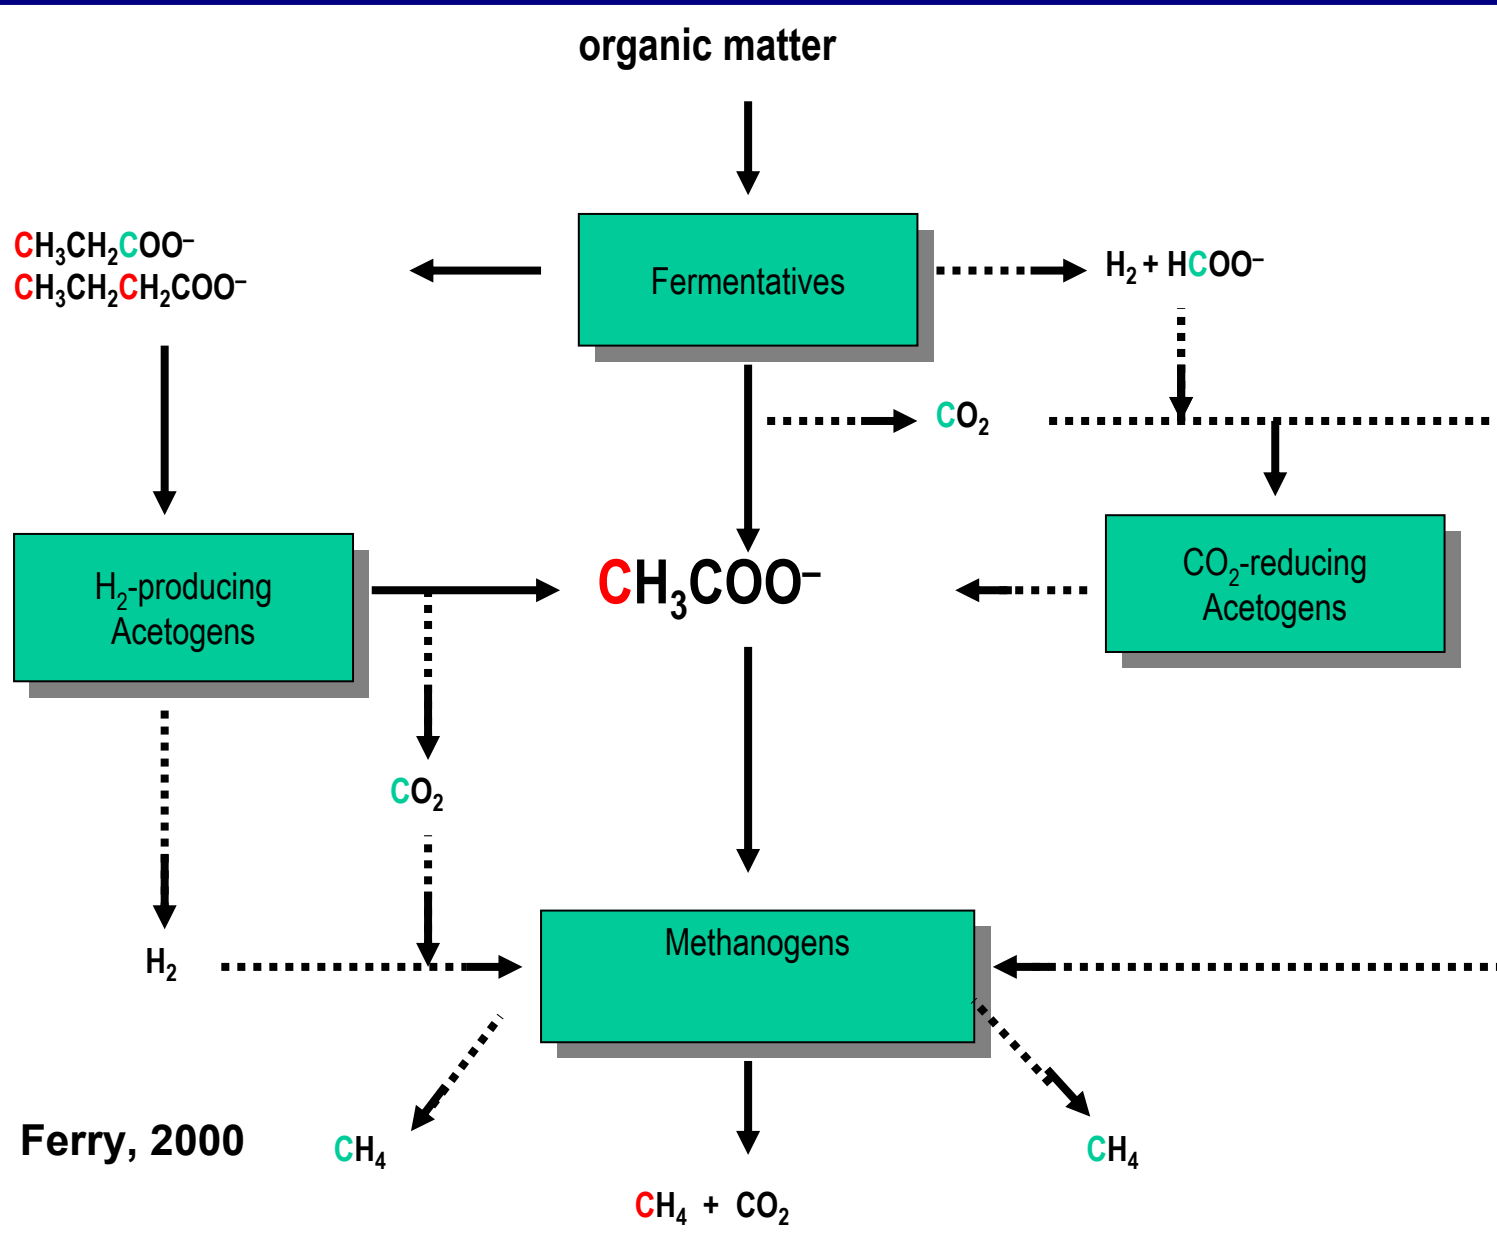 organic matter
CH₃CH₂COO⁻
CH₃CH₂CH₂COO⁻
Fermentatives
H₂ + HCOO⁻
CO₂
H₂-producing
Acetogens
CH₃COO⁻
CO₂-reducing
Acetogens
CO₂
H₂
Methanogens
Ferry, 2000
CH₄
CH₄
CH₄ + CO₂